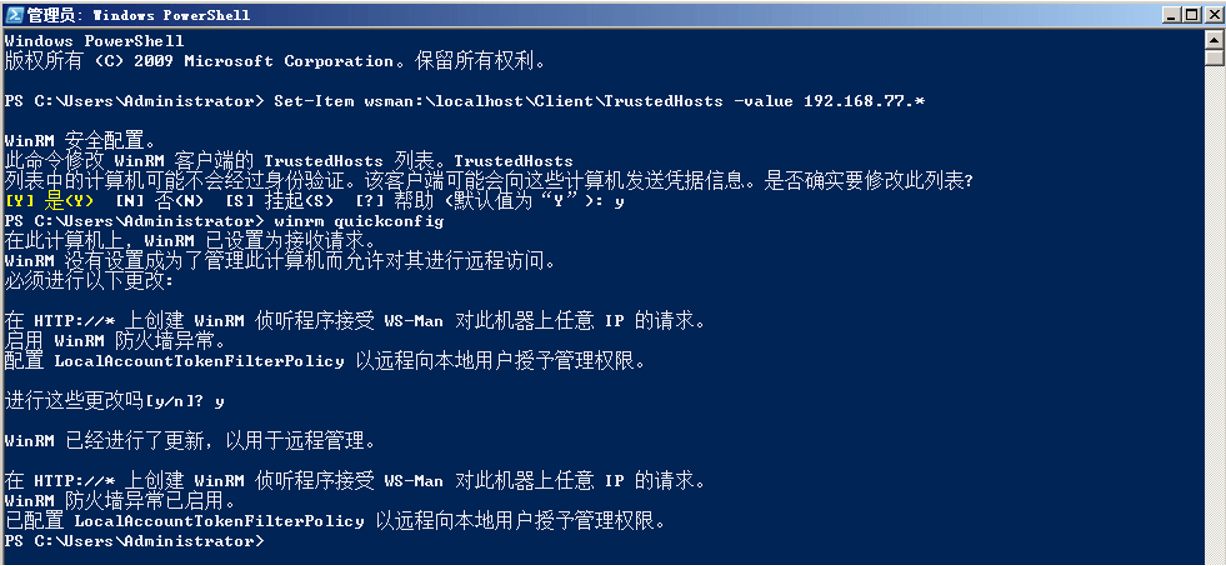 管理员: Windows PowerShell
Windows PowerShell
版权所有 (C) 2009 Microsoft Corporation。保留所有权利。
PS C:\Users\Administrator> Set-Item wsman:\localhost\Client\TrustedHosts -value 192.168.77.*
WinRM 安全配置。
此命令修改 WinRM 客户端的 TrustedHosts 列表。TrustedHosts
列表中的计算机可能不会经过身份验证。该客户端可能会向这些计算机发送凭据信息。是否确实要修改此列表?
[Y] 是(Y)  [N] 否(N)  [S] 挂起(S)  [?] 帮助 (默认值为“Y”): y
PS C:\Users\Administrator> winrm quickconfig
在此计算机上，WinRM 已设置为接收请求。
WinRM 没有设置成为了管理此计算机而允许对其进行远程访问。
必须进行以下更改:
在 HTTP://* 上创建 WinRM 侦听程序接受 WS-Man 对此机器上任意 IP 的请求。
启用 WinRM 防火墙异常。
配置 LocalAccountTokenFilterPolicy 以远程向本地用户授予管理权限。
进行这些更改吗[y/n]? y
WinRM 已经进行了更新，以用于远程管理。
在 HTTP://* 上创建 WinRM 侦听程序接受 WS-Man 对此机器上任意 IP 的请求。
WinRM 防火墙异常已启用。
已配置 LocalAccountTokenFilterPolicy 以远程向本地用户授予管理权限。
PS C:\Users\Administrator>